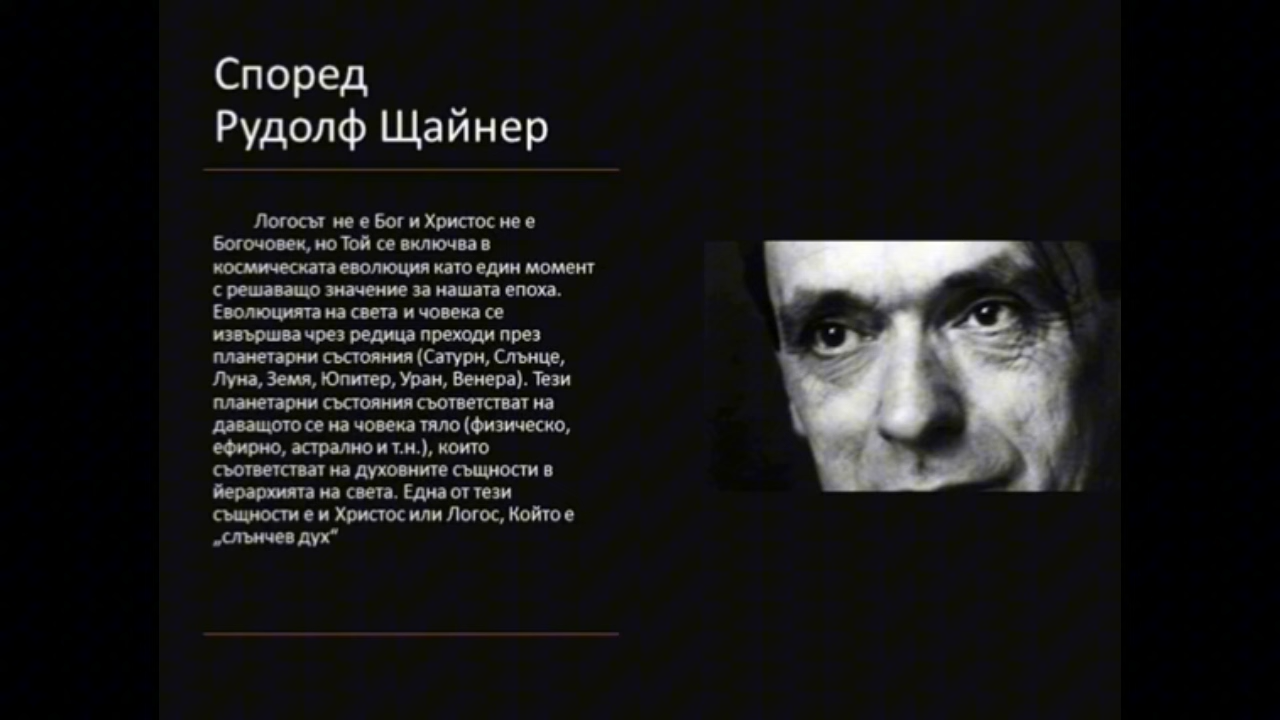 Според
Рудолф Щайнер
Логосът не е Бог и Христос не е
Богочовек, но Той се включва в
космическата еволюция като един момент
с решаващо значение за нашата епоха.
Еволюцията на света и човека се
извършва чрез редица преходи през
планетарни състояния (Сатурн, Слънце,
Луна, Земя, Юпитер, Уран, Венера). Тези
планетарни състояния съответстват на
даващото се на човека тяло (физическо,
ефирно, астрално и т.н.), които
съответстват на духовните същности в
йерархията на света. Една от тези
същности е и Христос или Логос, Който е
„слънчев дух“